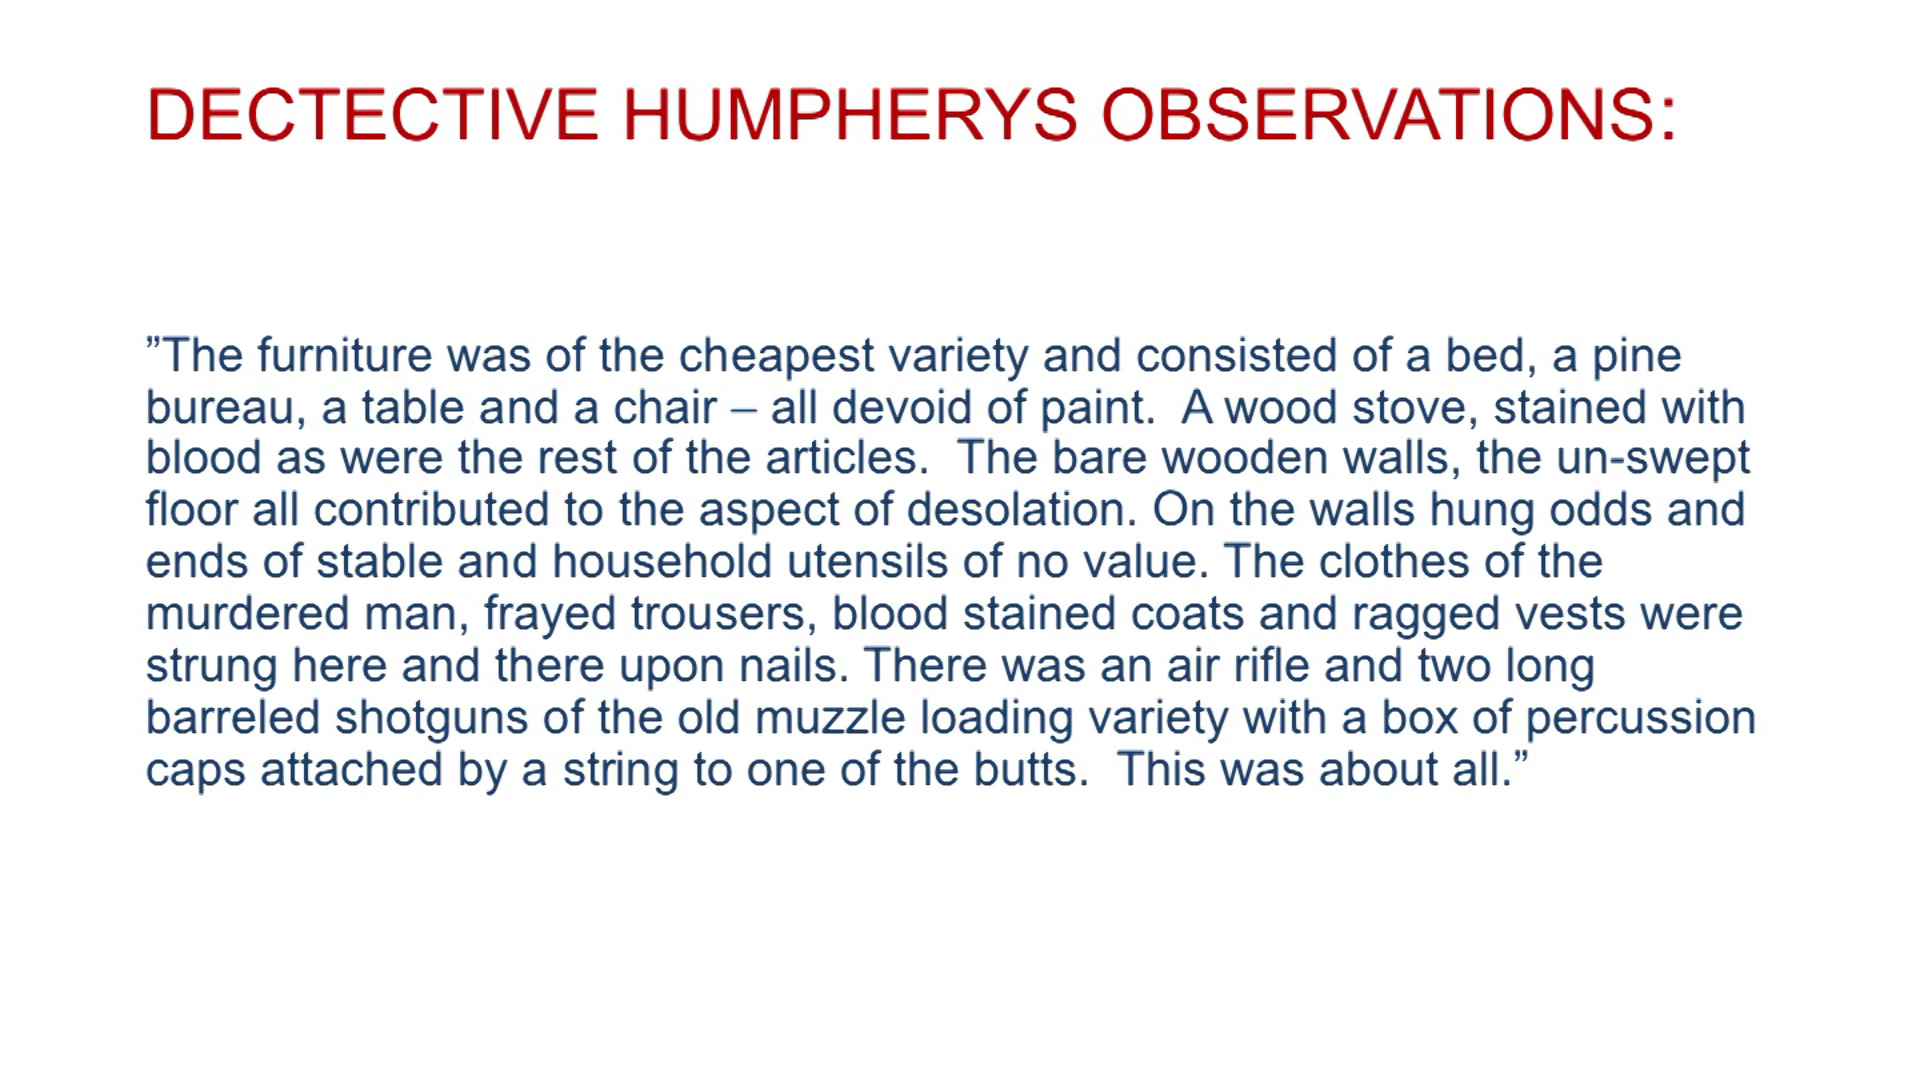 DECTECTIVE HUMPHERYS OBSERVATIONS:
”The furniture was of the cheapest variety and consisted of a bed, a pine
bureau, a table and a chair – all devoid of paint.  A wood stove, stained with
blood as were the rest of the articles.  The bare wooden walls, the un-swept
floor all contributed to the aspect of desolation. On the walls hung odds and
ends of stable and household utensils of no value. The clothes of the
murdered man, frayed trousers, blood stained coats and ragged vests were
strung here and there upon nails. There was an air rifle and two long
barreled shotguns of the old muzzle loading variety with a box of percussion
caps attached by a string to one of the butts.  This was about all.”